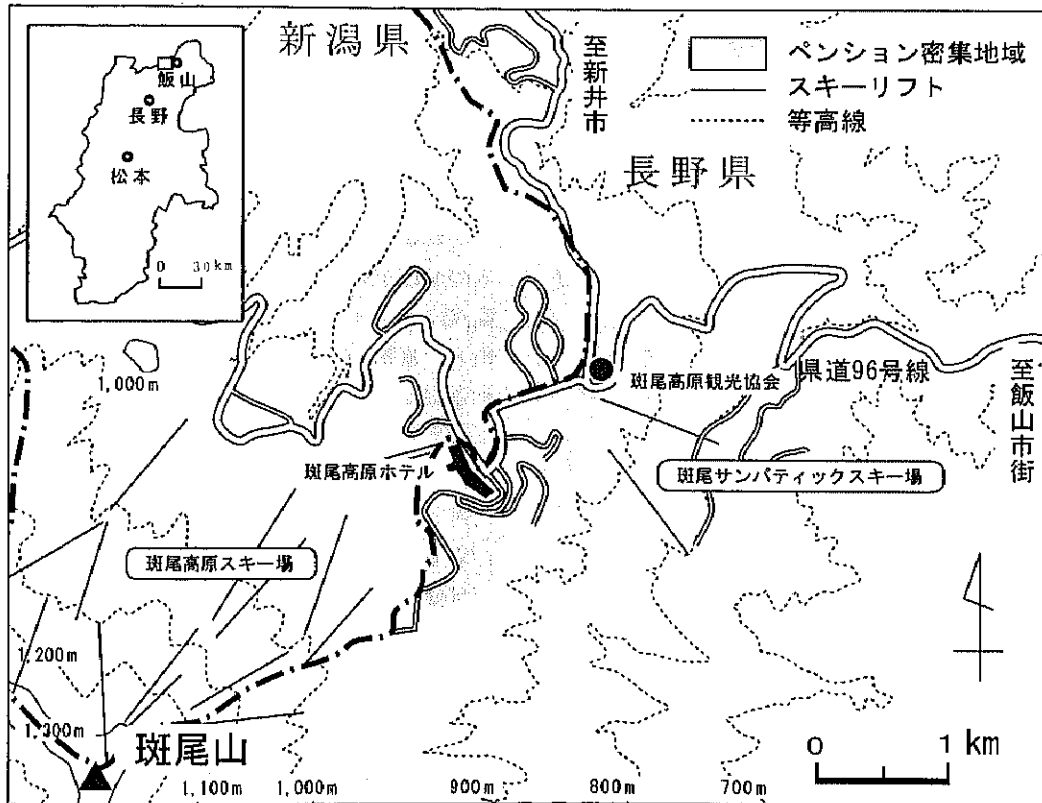 新潟県
至新井市
ペンション密集地域
スキーリフト
等高線
飯山
長野
松本
0 30km
長野県
1,000m
斑尾高原観光協会
県道96号線
至飯山市街
斑尾高原ホテル
斑尾サンパティックスキー場
斑尾高原スキー場
1,200m
1,300m
斑尾山
0 1 km
1,100m
1,000m
900m
800m
700m